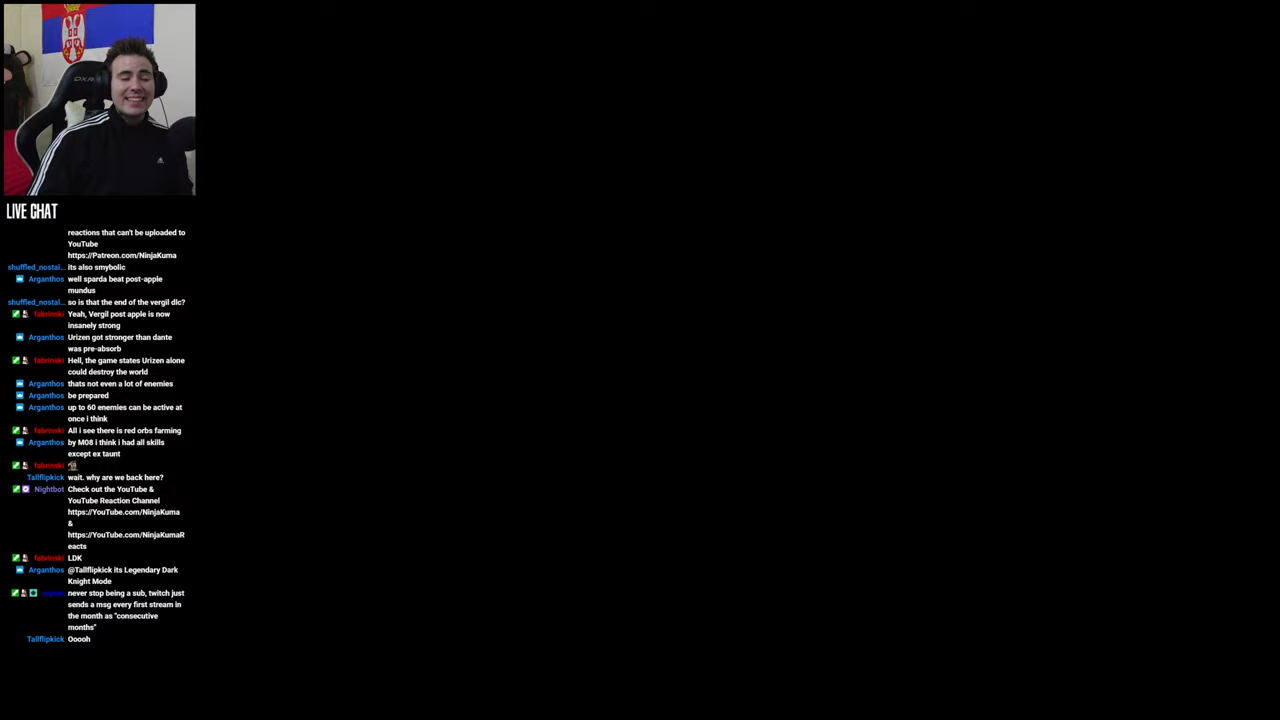 DXR
LIVE CHAT
reactions that can't be uploaded to
YouTube
https://Patreon.com/NinjaKuma
shuffled_nostal... its also smybolic
Arganthos well sparda beat post-apple
mundus
shuffled_nostal... so is that the end of the vergil dlc?
fabrinski Yeah, Vergil post apple is now
insanely strong
Arganthos Urizen got stronger than dante
was pre-absorb
fabrinski Hell, the game states Urizen alone
could destroy the world
Arganthos thats not even a lot of enemies
Arganthos be prepared
Arganthos up to 60 enemies can be active at
once i think
fabrinski All i see there is red orbs farming
Arganthos by M08 i think i had all skills
except ex taunt
fabrinski
Tallflipkick wait. why are we back here?
Nightbot Check out the YouTube &
YouTube Reaction Channel
https://YouTube.com/NinjaKuma
&
https://YouTube.com/NinjaKumaR
eacts
fabrinski LDK
Arganthos @Tallflipkick its Legendary Dark
Knight Mode
never stop being a sub, twitch just
sends a msg every first stream in
the month as "consecutive
months"
Tallflipkick Ooooh